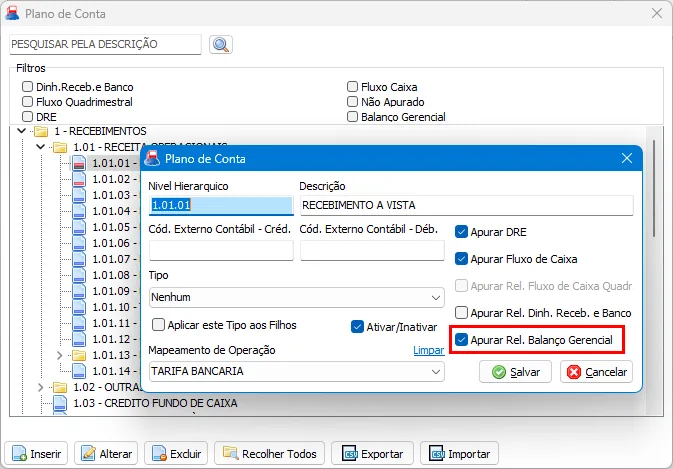 Plano de Conta
PESQUISAR PELA DESCRIÇÃO
Filtros
Dinh.Receb.e Banco
Fluxo Caixa
Fluxo Quadrimestral
Não Apurado
DRE
Balanço Gerencial
1 - RECEBIMENTOS
1.01 - RECEITA OPERACIONAIS
1.01.01 -
1.01.02 -
1.01.03 -
1.01.04 -
1.01.05 -
1.01.06 -
1.01.07 -
1.01.08 -
1.01.09 -
1.01.10 -
1.01.11 -
1.01.12 -
1.01.13 -
1.01.14 -
1.02 - OUTRAS
1.03 - CREDITO FUNDO DE CAIXA
Plano de Conta
Nivel Hierarquico
Descrição
1.01.01
RECEBIMENTO A VISTA
Cód. Externo Contábil - Créd.
Cód. Externo Contábil - Déb.
Apurar DRE
Apurar Fluxo de Caixa
Tipo
Apurar Rel. Fluxo de Caixa Quadr
Nenhum
Apurar Rel. Dinh. Receb. e Banco
Aplicar este Tipo aos Filhos
Ativar/Inativar
Apurar Rel. Balanço Gerencial
Mapeamento de Operação
Limpar
TARIFA BANCARIA
Salvar
Cancelar
Inserir
Alterar
Excluir
Recolher Todos
CSV
Exportar
CSV
Importar